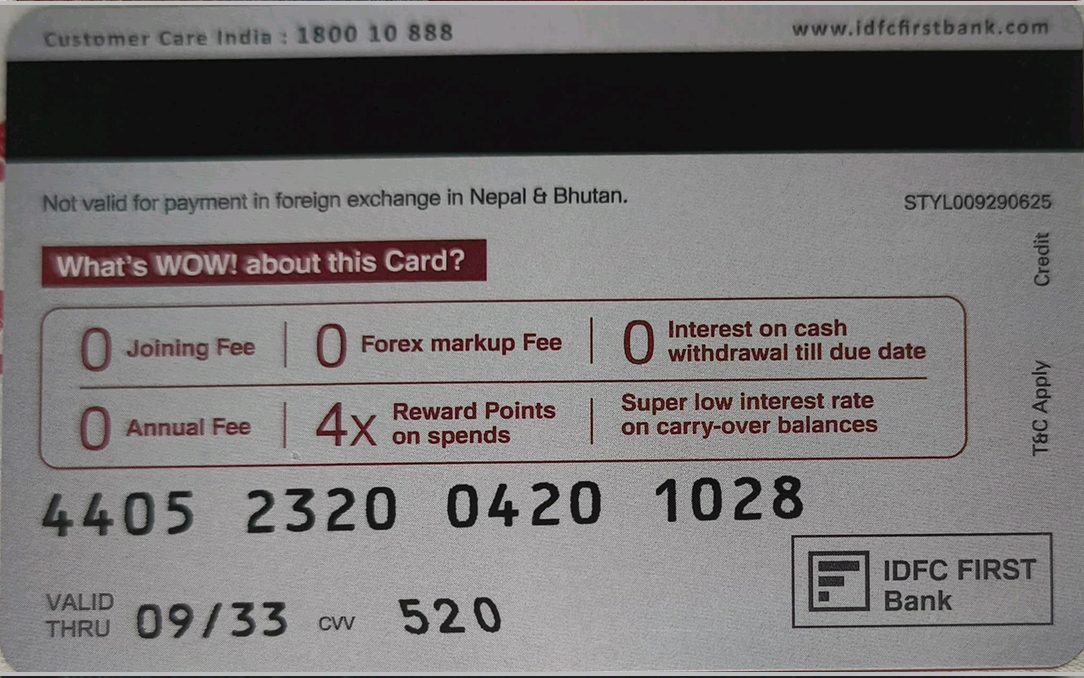 Customer Care India : 1800 10 888
www.idfcfirstbank.com
Not valid for payment in foreign exchange in Nepal & Bhutan.
STYL009290625
What's WOW! about this Card?
0 Joining Fee
0 Forex markup Fee
0 Interest on cash
withdrawal till due date
0 Annual Fee
4x Reward Points
on spends
Super low interest rate
on carry-over balances
Credit
T&C Apply
4405 2320 0420 1028
VALID
THRU 09/33 CVV 520
IDFC FIRST
Bank